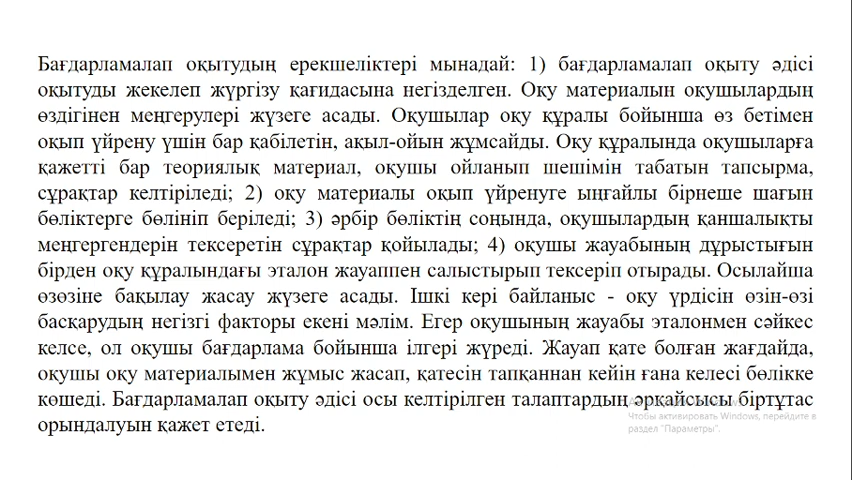 Бағдарламалап оқытудың ерекшеліктері мынадай: 1) бағдарламалап оқыту әдісі
оқытуды жекелеп жүргізу қағидасына негізделген. Оқу материалын оқушылардың
өздігінен меңгерулері жүзеге асады. Оқушылар оқу құралы бойынша өз бетімен
оқып үйрену үшін бар қабілетін, ақыл-ойын жұмсайды. Оқу құралында оқушыларға
қажетті бар теориялық материал, оқушы ойланып шешімін табатын тапсырма,
сұрақтар келтіріледі; 2) оқу материалы оқып үйренуге ыңғайлы бірнеше шағын
бөліктерге бөлініп беріледі; 3) әрбір бөліктің соңында, оқушылардың қаншалықты
меңгергендерін тексеретін сұрақтар қойылады; 4) оқушы жауабының дұрыстығын
бірден оқу құралындағы эталон жауаппен салыстырып тексеріп отырады. Осылайша
өзөзіне бақылау жасау жүзеге асады. Ішкі кері байланыс - оқу үрдісін өзін-өзі
басқарудың негізгі факторы екені мәлім. Егер оқушының жауабы эталонмен сәйкес
келсе, ол оқушы бағдарлама бойынша ілгері жүреді. Жауап қате болған жағдайда,
оқушы оқу материалымен жұмыс жасап, қатесін тапқаннан кейін ғана келесі бөлікке
көшеді. Бағдарламалап оқыту әдісі осы келтірілген талаптардың әрқайсысы біртұтас
орындалуын қажет етеді.
Чтобы активировать Windows, перейдите в
раздел "Параметры".